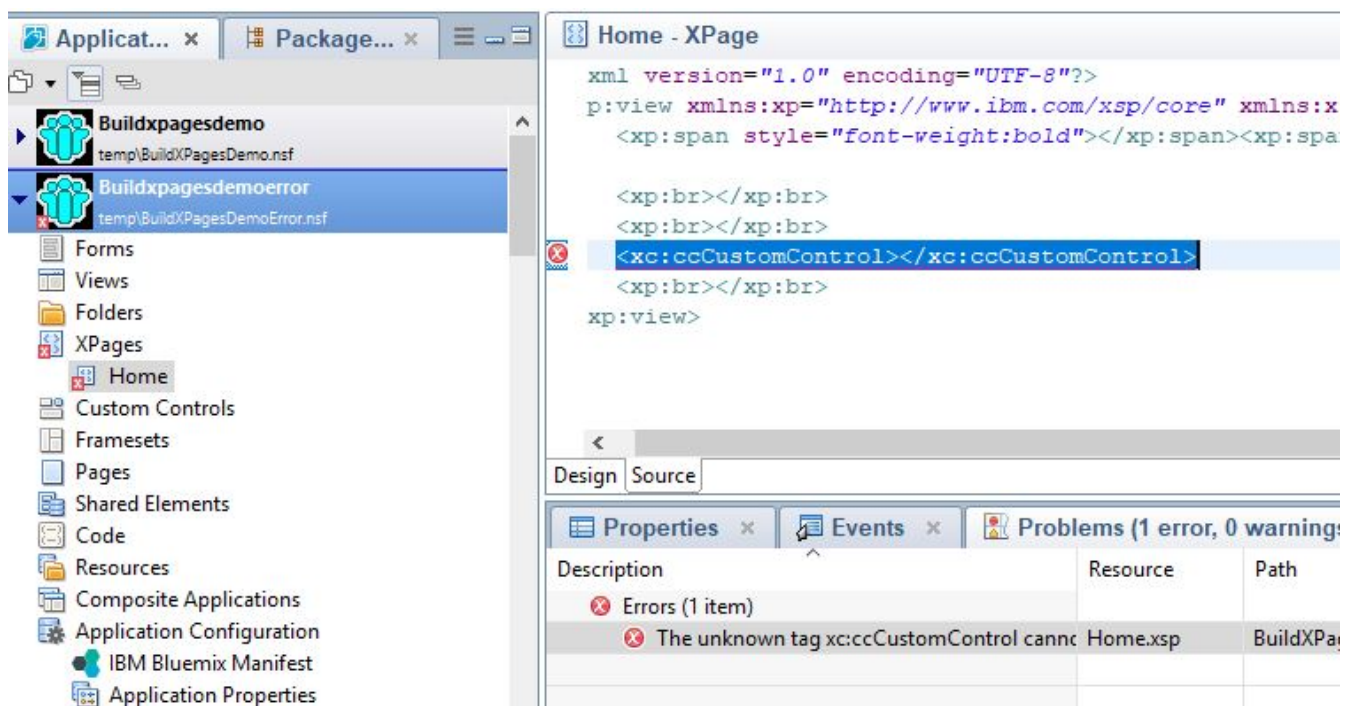 Applicat... ×
Package... ×
Buildxpagesdemo
temp\BuildXPagesDemo.nsf
Buildxpagesdemoerror
temp\BuildXPagesDemoError.nsf
Forms
Views
Folders
XPages
Home
Custom Controls
Framesets
Pages
Shared Elements
Code
Resources
Composite Applications
Application Configuration
IBM Bluemix Manifest
Application Properties
Home - XPage
xml version="1.0" encoding="UTF-8"?>
p:view xmlns:xp="http://www.ibm.com/xsp/core" xmlns:x
<xp:span style="font-weight:bold"></xp:span><xp:spa
<xp:br></xp:br>
<xp:br></xp:br>
<xc:ccCustomControl></xc:ccCustomControl>
<xp:br></xp:br>
xp:view>
Design Source
Properties ×
Events ×
Problems (1 error, 0 warnings
Description Resource Path
Errors (1 item)
The unknown tag xc:ccCustomControl canno Home.xsp BuildXPag